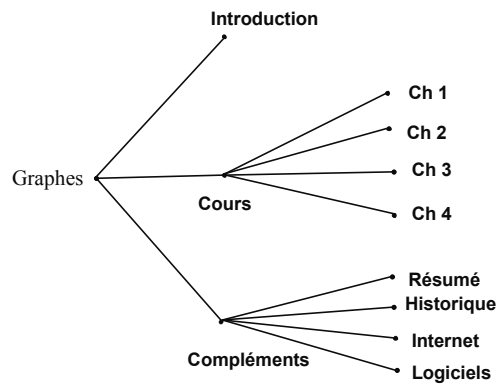 Introduction
Ch 1
Ch 2
Ch 3
Graphes
Cours
Ch 4
Résumé
Historique
Internet
Compléments
Logiciels